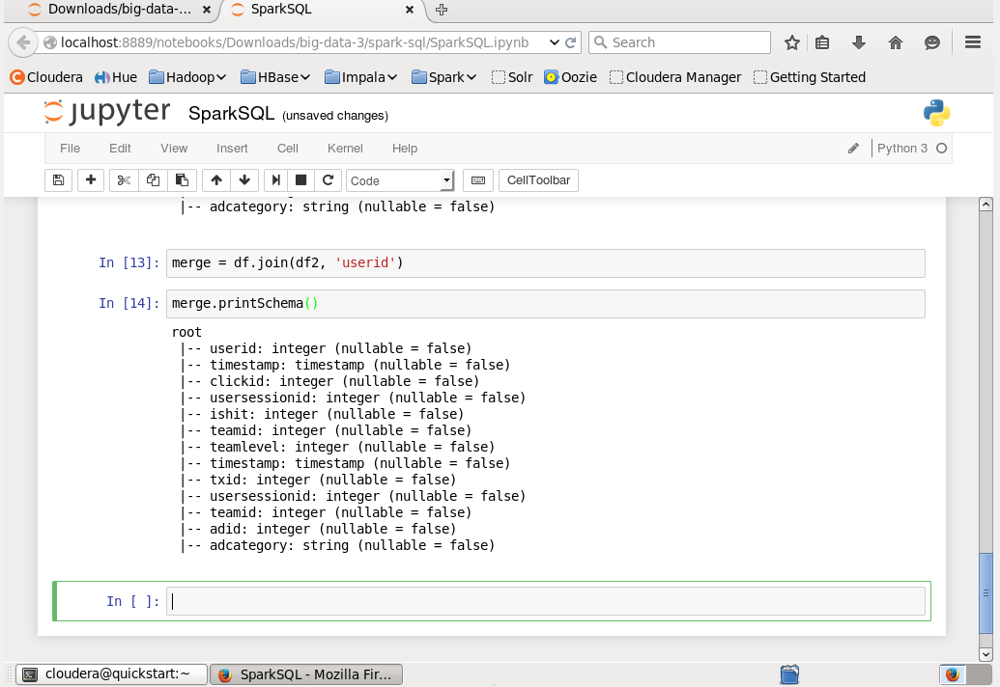 Downloads/big-data-... × SparkSQL ×
localhost:8889/notebooks/Downloads/big-data-3/spark-sql/SparkSQL.ipynb Search
Cloudera Hue Hadoop HBase Impala Spark Solr Oozie Cloudera Manager Getting Started
jupyter SparkSQL (unsaved changes)
File Edit View Insert Cell Kernel Help Python 3
Code CellToolbar
|-- adcategory: string (nullable = false)
In [13]: merge = df.join(df2, 'userid')
In [14]: merge.printSchema()
root
|-- userid: integer (nullable = false)
|-- timestamp: timestamp (nullable = false)
|-- clickid: integer (nullable = false)
|-- usersessionid: integer (nullable = false)
|-- ishit: integer (nullable = false)
|-- teamid: integer (nullable = false)
|-- teamlevel: integer (nullable = false)
|-- timestamp: timestamp (nullable = false)
|-- txid: integer (nullable = false)
|-- usersessionid: integer (nullable = false)
|-- teamid: integer (nullable = false)
|-- adid: integer (nullable = false)
|-- adcategory: string (nullable = false)
In [ ]:
cloudera@quickstart:~ SparkSQL - Mozilla Fir...